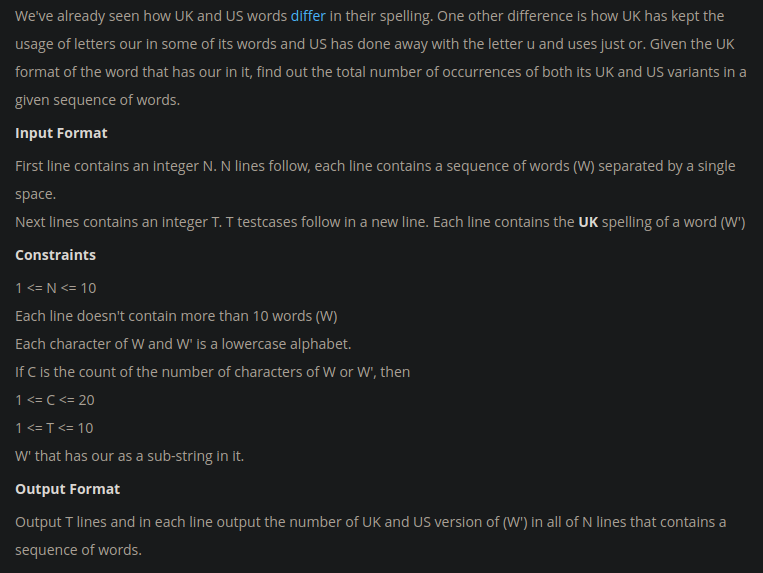 We've already seen how UK and US words differ in their spelling. One other difference is how UK has kept the
usage of letters our in some of its words and US has done away with the letter u and uses just or. Given the UK
format of the word that has our in it, find out the total number of occurrences of both its UK and US variants in a
given sequence of words.
Input Format
First line contains an integer N. N lines follow, each line contains a sequence of words (W) separated by a single
space.
Next lines contains an integer T. T testcases follow in a new line. Each line contains the UK spelling of a word (W')
Constraints
1 <= N <= 10
Each line doesn't contain more than 10 words (W)
Each character of W and W' is a lowercase alphabet.
If C is the count of the number of characters of W or W', then
1 <= C <= 20
1 <= T <= 10
W' that has our as a sub-string in it.
Output Format
Output T lines and in each line output the number of UK and US version of (W') in all of N lines that contains a
sequence of words.